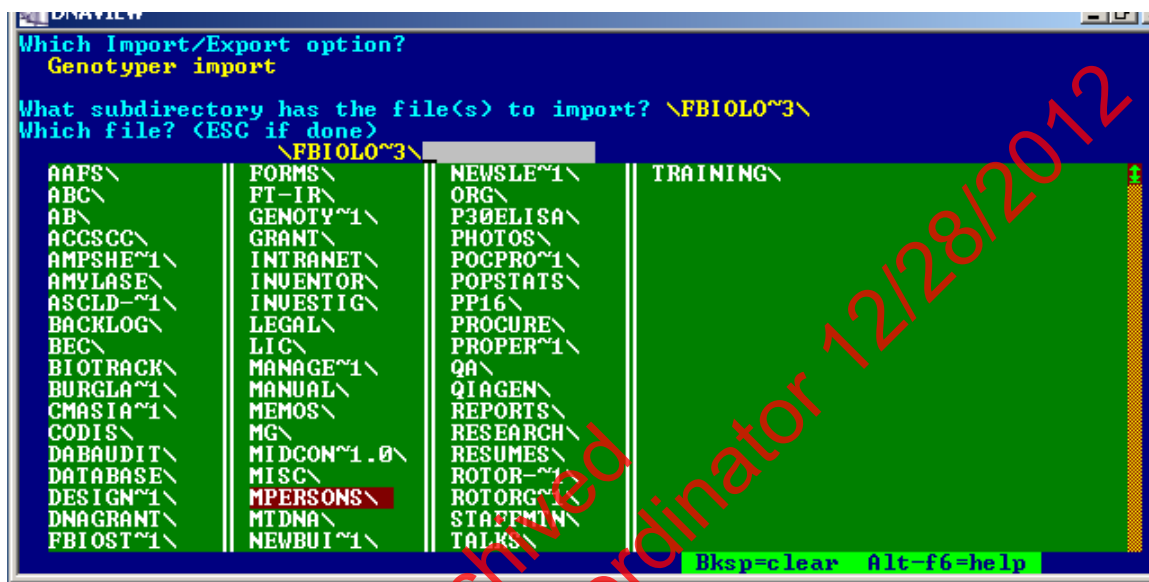 DNAVIEW
Which Import/Export option?
Genotyper import
What subdirectory has the file(s) to import? \FBIOLO~3\
Which file? (ESC if done)
\FBIOLO~3\
AAFS\ FORMS\ NEWSLE~1\ TRAINING\
ABC\ FT-IR\ ORG\
AB\ GENOTY~1\ P30ELISA\
ACCSCC\ GRANT\ PHOTOS\
AMPSHE~1\ INTRANET\ POCPRO~1\
AMYLASE\ INVENTOR\ POPSTATS\
ASCLD-~1\ INVESTIG\ PP16\
BACKLOG\ LEGAL\ PROCURE\
BEC\ LIC\ PROPER~1\
BIOTRACK\ MANAGE~1\ QA\
BURGLA~1\ MANUAL\ QIAGEN\
CMASIA~1\ MEMOS\ REPORTS\
CODIS\ MG\ RESEARCH\
DABAUDIT\ MIDCON~1.0\ RESUMES\
DATABASE\ MISC\ ROTOR-~1\
DESIGN~1\ MPERSONS\ ROTORG~1\
DNAGRANT\ MTDNA\ STAFFMTN\
FBIOST~1\ NEWBUI~1\ TALKS\
Bksp=clear Alt-f6=help
12/28/2012